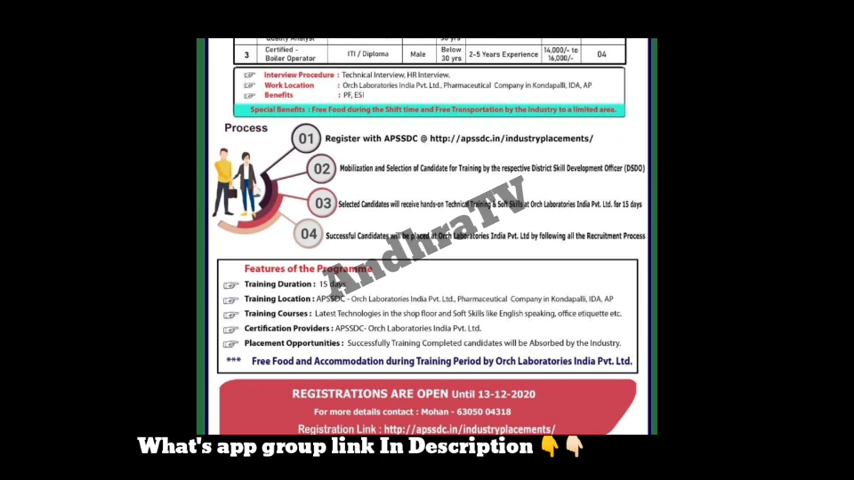 Quality Analyst
30 yrs
3 Certified - Boiler Operator ITI / Diploma Male Below 30 yrs 2-5 Years Experience 14,000/- to 16,000/- 04
Interview Procedure : Technical Interview, HR Interview.
Work Location : Orch Laboratories India Pvt. Ltd., Pharmaceutical Company in Kondapalli, IDA, AP
Benefits : PF, ESI
Special Benefits : Free Food during the Shift time and Free Transportation by the Industry to a limited area.
Process
01 Register with APSSDC @ http://apssdc.in/industryplacements/
02 Mobilization and Selection of Candidate for Training by the respective District Skill Development Officer (DSDO)
03 Selected Candidates will receive hands-on Technical Training & Soft Skills at Orch Laboratories India Pvt. Ltd. for 15 days
04 Successful Candidates will be placed at Orch Laboratories India Pvt. Ltd by following all the Recruitment Process
AndhraTv
Features of the Programme
Training Duration : 15 days
Training Location : APSSDC - Orch Laboratories India Pvt. Ltd., Pharmaceutical Company in Kondapalli, IDA, AP
Training Courses : Latest Technologies in the shop floor and Soft Skills like English speaking, office etiquette etc.
Certification Providers : APSSDC- Orch Laboratories India Pvt. Ltd.
Placement Opportunities : Successfully Training Completed candidates will be Absorbed by the Industry.
*** Free Food and Accommodation during Training Period by Orch Laboratories India Pvt. Ltd.
REGISTRATIONS ARE OPEN Until 13-12-2020
For more details contact : Mohan - 63050 04318
Registration Link : http://apssdc.in/industryplacements/
What's app group link In Description 👇👇🏻